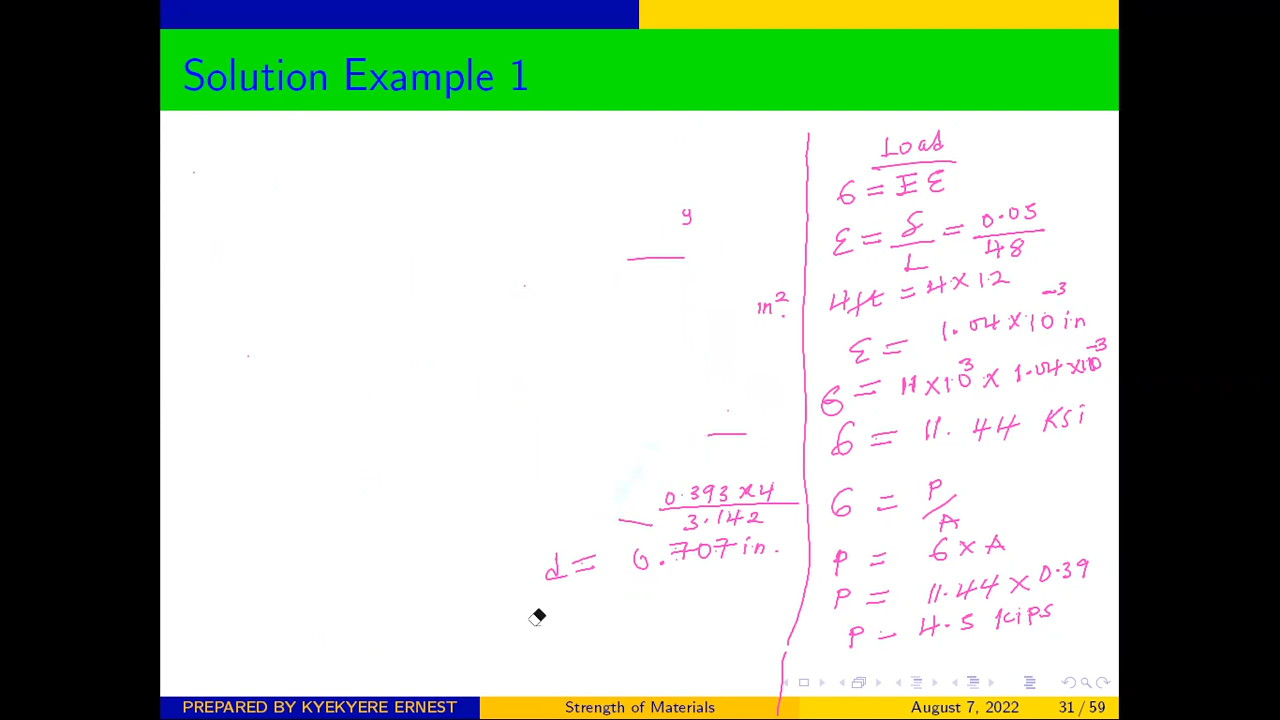 Solution Example 1
y
in².
0.393 × 4
3.142
d = 0.707 in.
Load
σ = E ε
ε = δ/L = 0.05/48
4ft = 4 × 12
ε = 1.04 × 10⁻³ in
σ = 11 × 10³ × 1.04 × 10⁻³
σ = 11.44 Ksi
σ = P/A
P = σ × A
P = 11.44 × 0.39
P = 4.5 kips
PREPARED BY KYEKYERE ERNEST
Strength of Materials
August 7, 2022
31 / 59